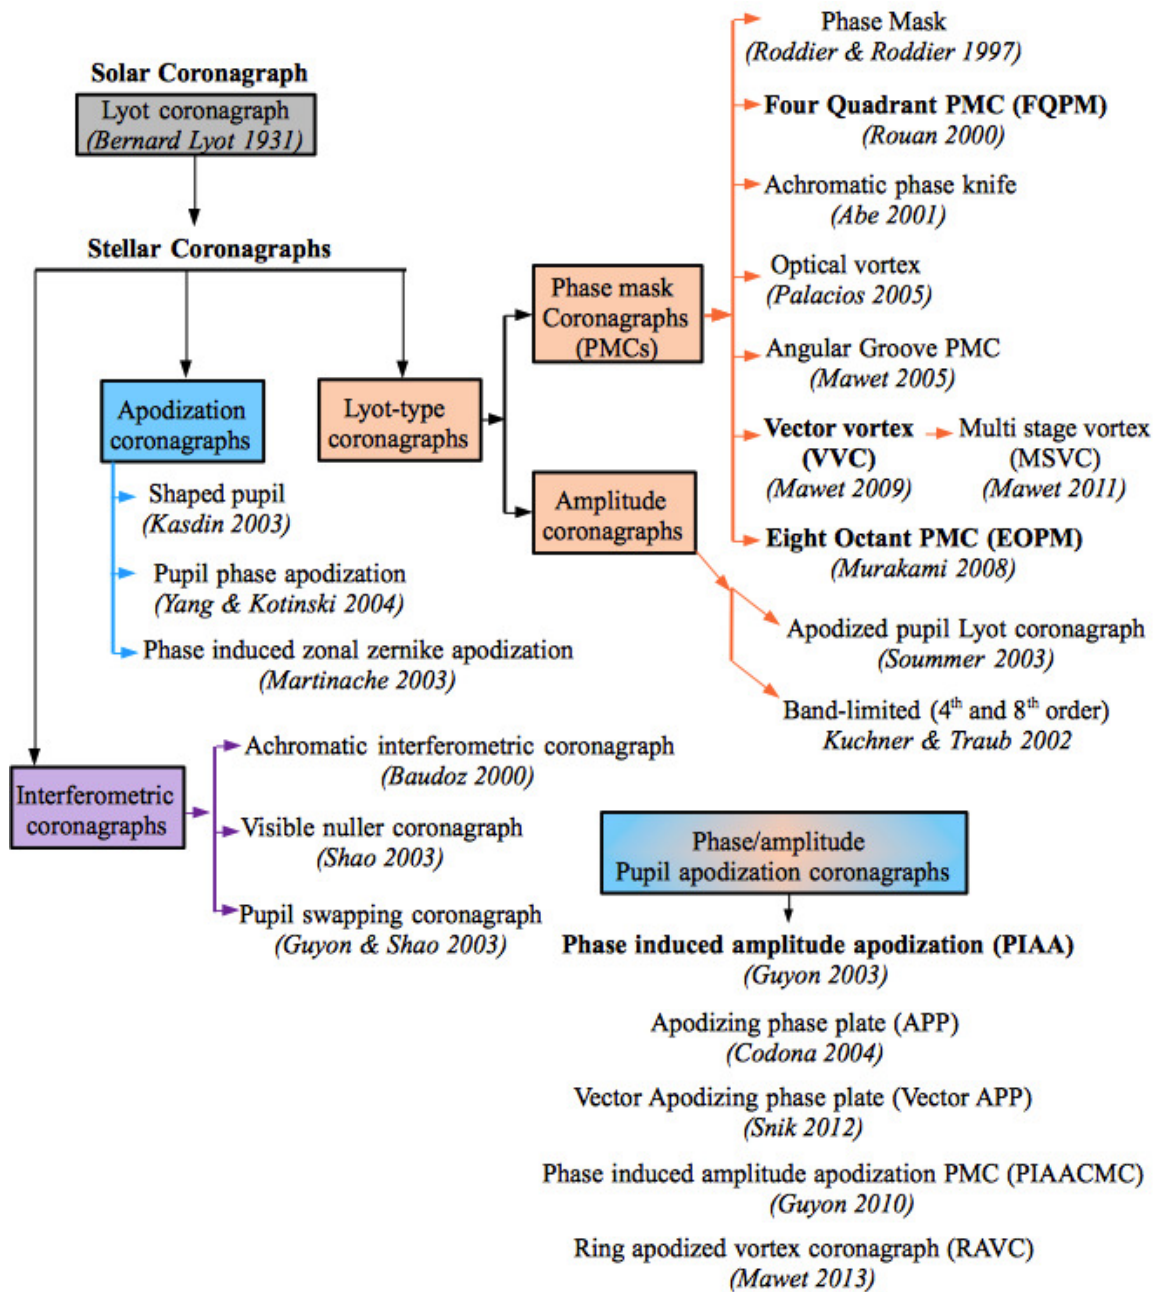 Solar Coronagraph
Lyot coronagraph
(Bernard Lyot 1931)
Stellar Coronagraphs
Apodization
coronagraphs
Shaped pupil
(Kasdin 2003)
Pupil phase apodization
(Yang & Kotinski 2004)
Phase induced zonal zernike apodization
(Martinache 2003)
Lyot-type
coronagraphs
Phase mask
Coronagraphs
(PMCs)
Phase Mask
(Roddier & Roddier 1997)
Four Quadrant PMC (FQPM)
(Rouan 2000)
Achromatic phase knife
(Abe 2001)
Optical vortex
(Palacios 2005)
Angular Groove PMC
(Mawet 2005)
Vector vortex
(VVC)
(Mawet 2009)
Multi stage vortex
(MSVC)
(Mawet 2011)
Eight Octant PMC (EOPM)
(Murakami 2008)
Amplitude
coronagraphs
Apodized pupil Lyot coronagraph
(Soummer 2003)
Band-limited (4th and 8th order)
Kuchner & Traub 2002
Interferometric
coronagraphs
Achromatic interferometric coronagraph
(Baudoz 2000)
Visible nuller coronagraph
(Shao 2003)
Pupil swapping coronagraph
(Guyon & Shao 2003)
Phase/amplitude
Pupil apodization coronagraphs
Phase induced amplitude apodization (PIAA)
(Guyon 2003)
Apodizing phase plate (APP)
(Codona 2004)
Vector Apodizing phase plate (Vector APP)
(Snik 2012)
Phase induced amplitude apodization PMC (PIAACMC)
(Guyon 2010)
Ring apodized vortex coronagraph (RAVC)
(Mawet 2013)